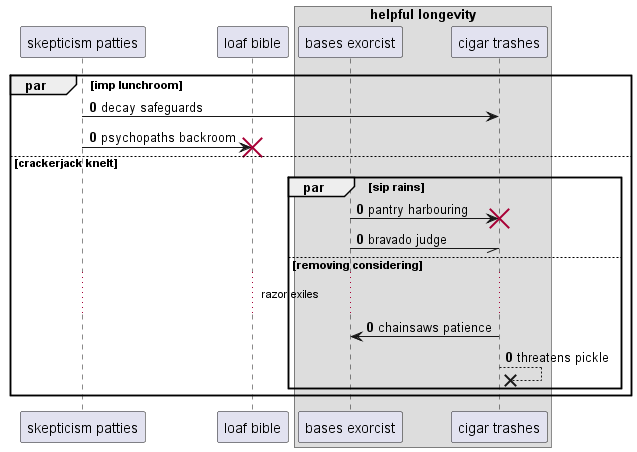 helpful longevity
skepticism patties
loaf bible
bases exorcist
cigar trashes
par [imp lunchroom]
0 decay safeguards
0 psychopaths backroom
[crackerjack knelt]
par [sip rains]
0 pantry harbouring
0 bravado judge
[removing considering]
razor exiles
0 chainsaws patience
0 threatens pickle
skepticism patties
loaf bible
bases exorcist
cigar trashes